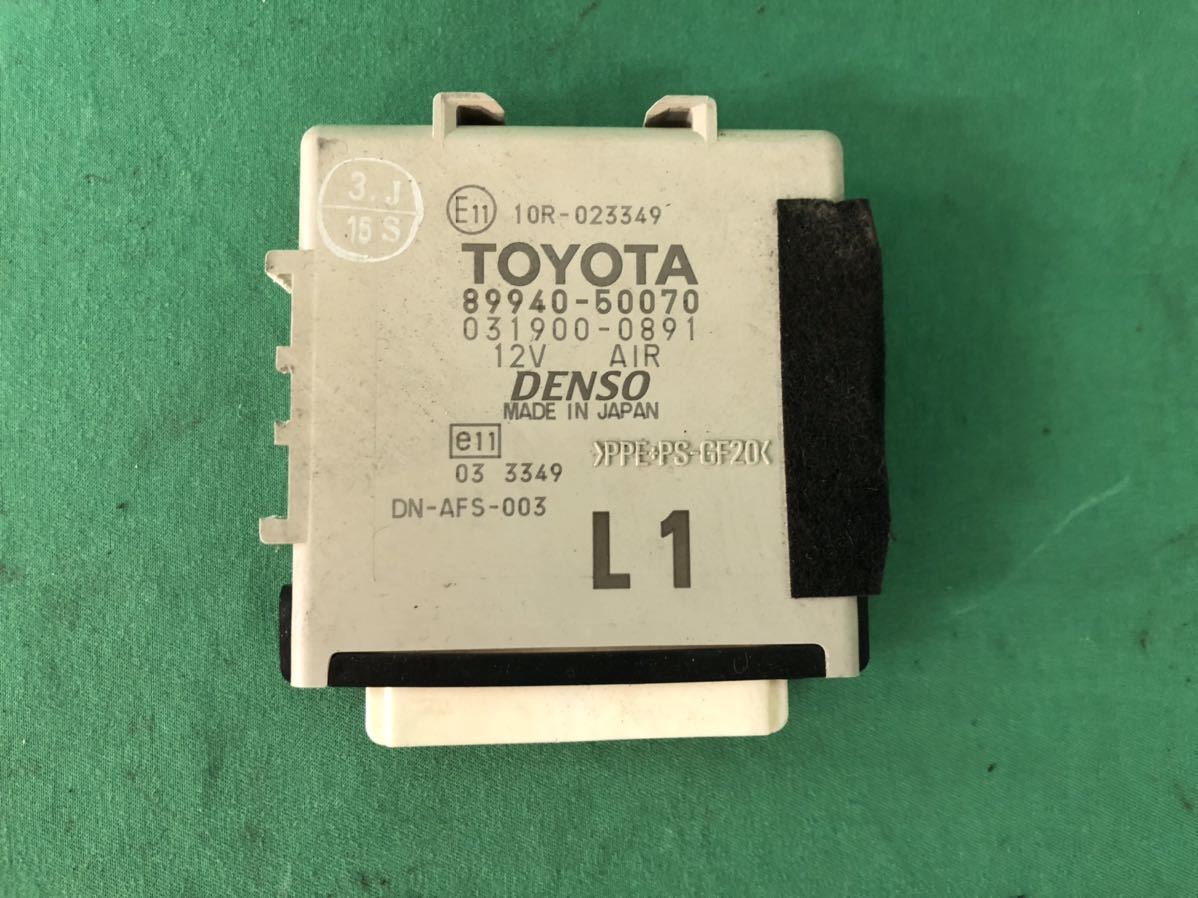 3.J
15 S
E11 10R-023349
TOYOTA
89940-50070
031900-0891
12V AIR
DENSO
MADE IN JAPAN
e11
>PPE+PS-GF20<
03 3349
DN-AFS-003
L1